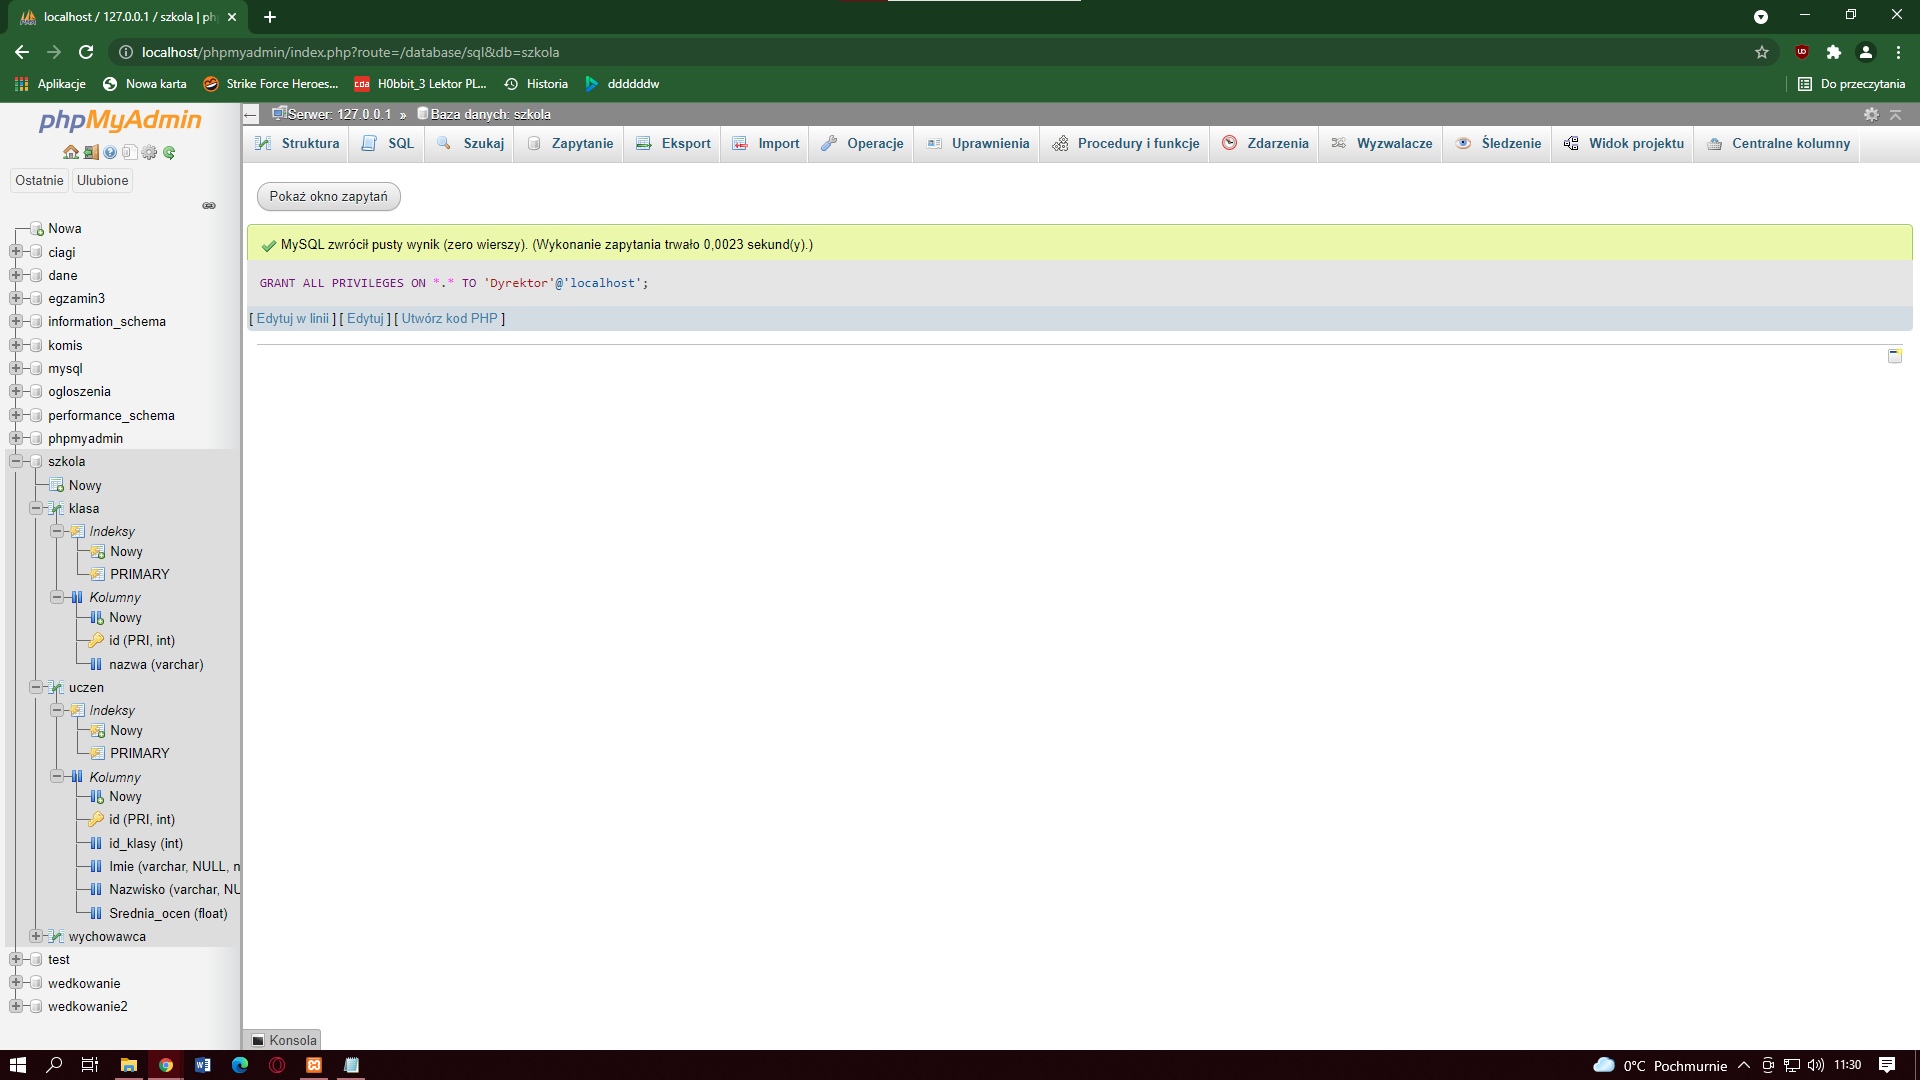 localhost / 127.0.0.1 / szkola | ph
localhost/phpmyadmin/index.php?route=/database/sql&db=szkola
Aplikacje
Nowa karta
Strike Force Heroes...
cda
H0bbit_3 Lektor PL...
Historia
ddddddw
Do przeczytania
phpMyAdmin
Ostatnie
Ulubione
Nowa
ciagi
dane
egzamin3
information_schema
komis
mysql
ogloszenia
performance_schema
phpmyadmin
szkola
Nowy
klasa
Indeksy
Nowy
PRIMARY
Kolumny
Nowy
id (PRI, int)
nazwa (varchar)
uczen
Indeksy
Nowy
PRIMARY
Kolumny
Nowy
id (PRI, int)
id_klasy (int)
Imie (varchar, NULL, n
Nazwisko (varchar, NU
Srednia_ocen (float)
wychowawca
test
wedkowanie
wedkowanie2
Serwer: 127.0.0.1 » Baza danych: szkola
Struktura
SQL
Szukaj
Zapytanie
Eksport
Import
Operacje
Uprawnienia
Procedury i funkcje
Zdarzenia
Wyzwalacze
Śledzenie
Widok projektu
Centralne kolumny
Pokaż okno zapytań
MySQL zwrócił pusty wynik (zero wierszy). (Wykonanie zapytania trwało 0,0023 sekund(y).)
GRANT ALL PRIVILEGES ON *.* TO 'Dyrektor'@'localhost';
[ Edytuj w linii ] [ Edytuj ] [ Utwórz kod PHP ]
Konsola
0°C Pochmurnie
11:30